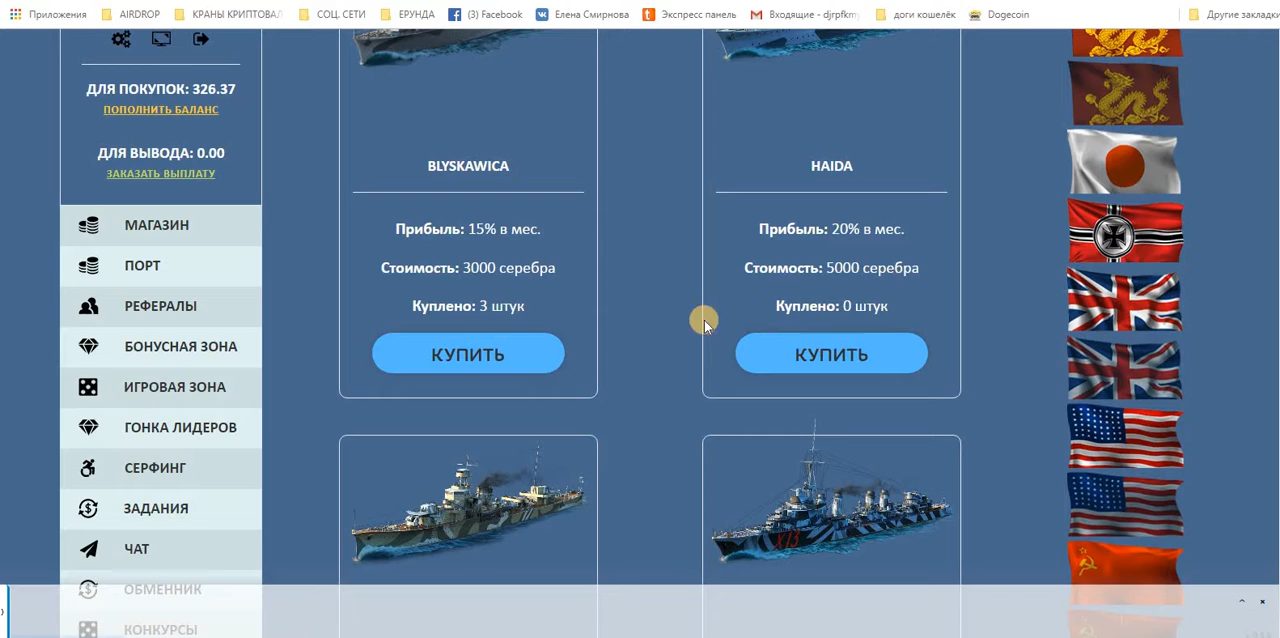 Приложения
AIRDROP
КРАНЫ КРИПТОВАЛ
СОЦ. СЕТИ
ЕРУНДА
(3) Facebook
Елена Смирнова
Экспресс панель
Входящие - djrpfkmy
доги кошелёк
Dogecoin
Другие закладки
ДЛЯ ПОКУПОК: 326.37
ПОПОЛНИТЬ БАЛАНС
ДЛЯ ВЫВОДА: 0.00
ЗАКАЗАТЬ ВЫПЛАТУ
МАГАЗИН
ПОРТ
РЕФЕРАЛЫ
БОНУСНАЯ ЗОНА
ИГРОВАЯ ЗОНА
ГОНКА ЛИДЕРОВ
СЕРФИНГ
ЗАДАНИЯ
ЧАТ
ОБМЕННИК
КОНКУРСЫ
BLYSKAWICA
Прибыль: 15% в мес.
Стоимость: 3000 серебра
Куплено: 3 штук
КУПИТЬ
HAIDA
Прибыль: 20% в мес.
Стоимость: 5000 серебра
Куплено: 0 штук
КУПИТЬ
X13